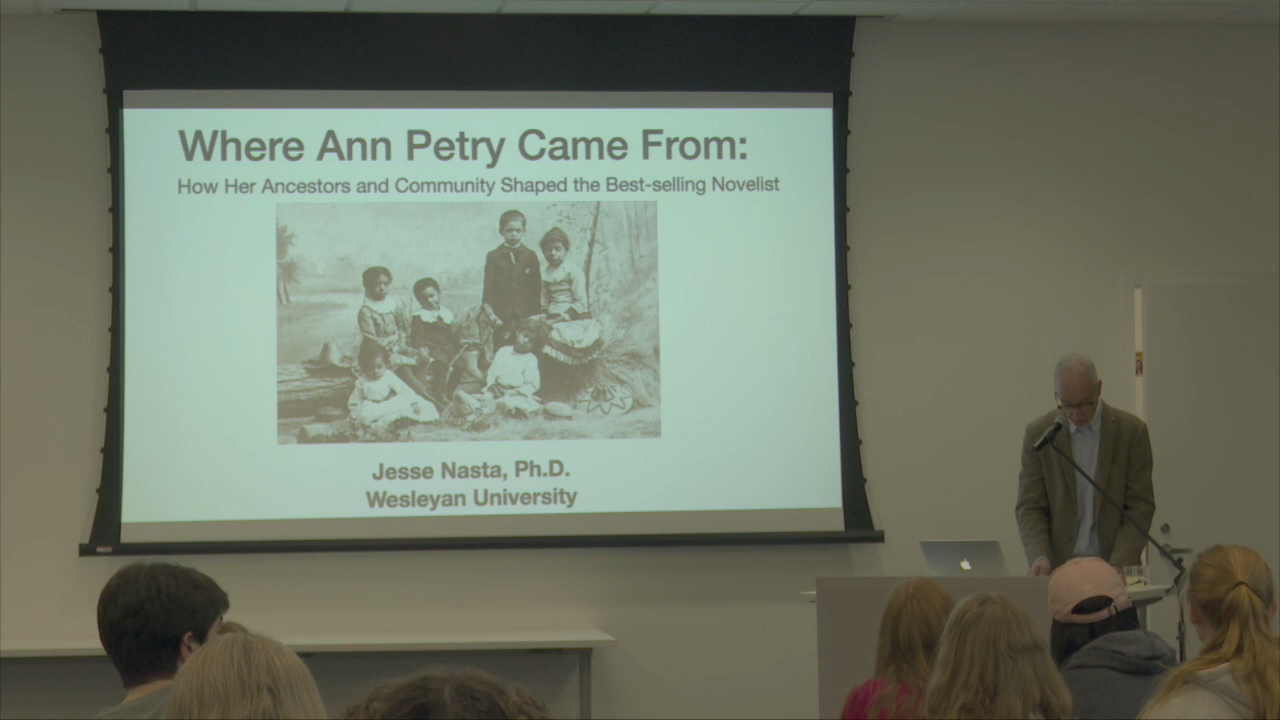 Where Ann Petry Came From:
How Her Ancestors and Community Shaped the Best-selling Novelist
Jesse Nasta, Ph.D.
Wesleyan University